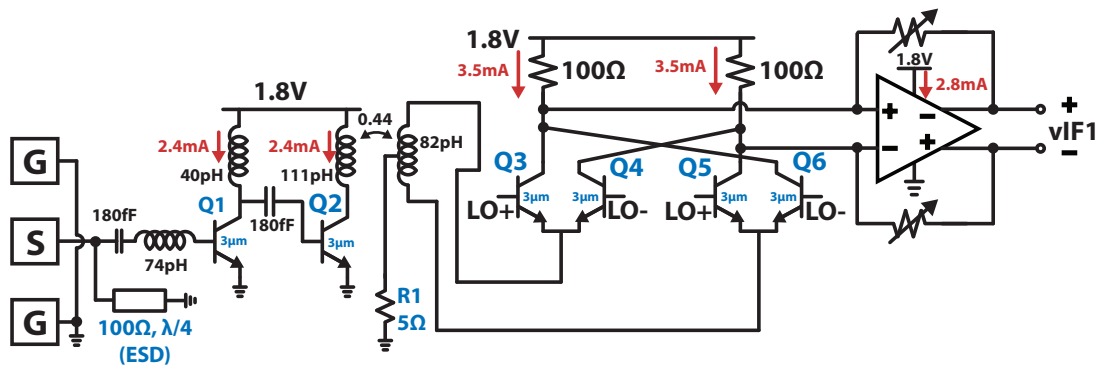 1.8V
3.5mA
100Ω
3.5mA
100Ω
1.8V
2.8mA
+
-
+
-
+
vIF1
-
1.8V
0.44
2.4mA
40pH
2.4mA
111pH
82pH
Q3
Q4
Q5
Q6
3μm
3μm
3μm
3μm
LO+
LO-
LO+
LO-
G
S
G
180fF
74pH
Q1
3μm
180fF
Q2
3μm
R1
5Ω
100Ω, λ/4
(ESD)